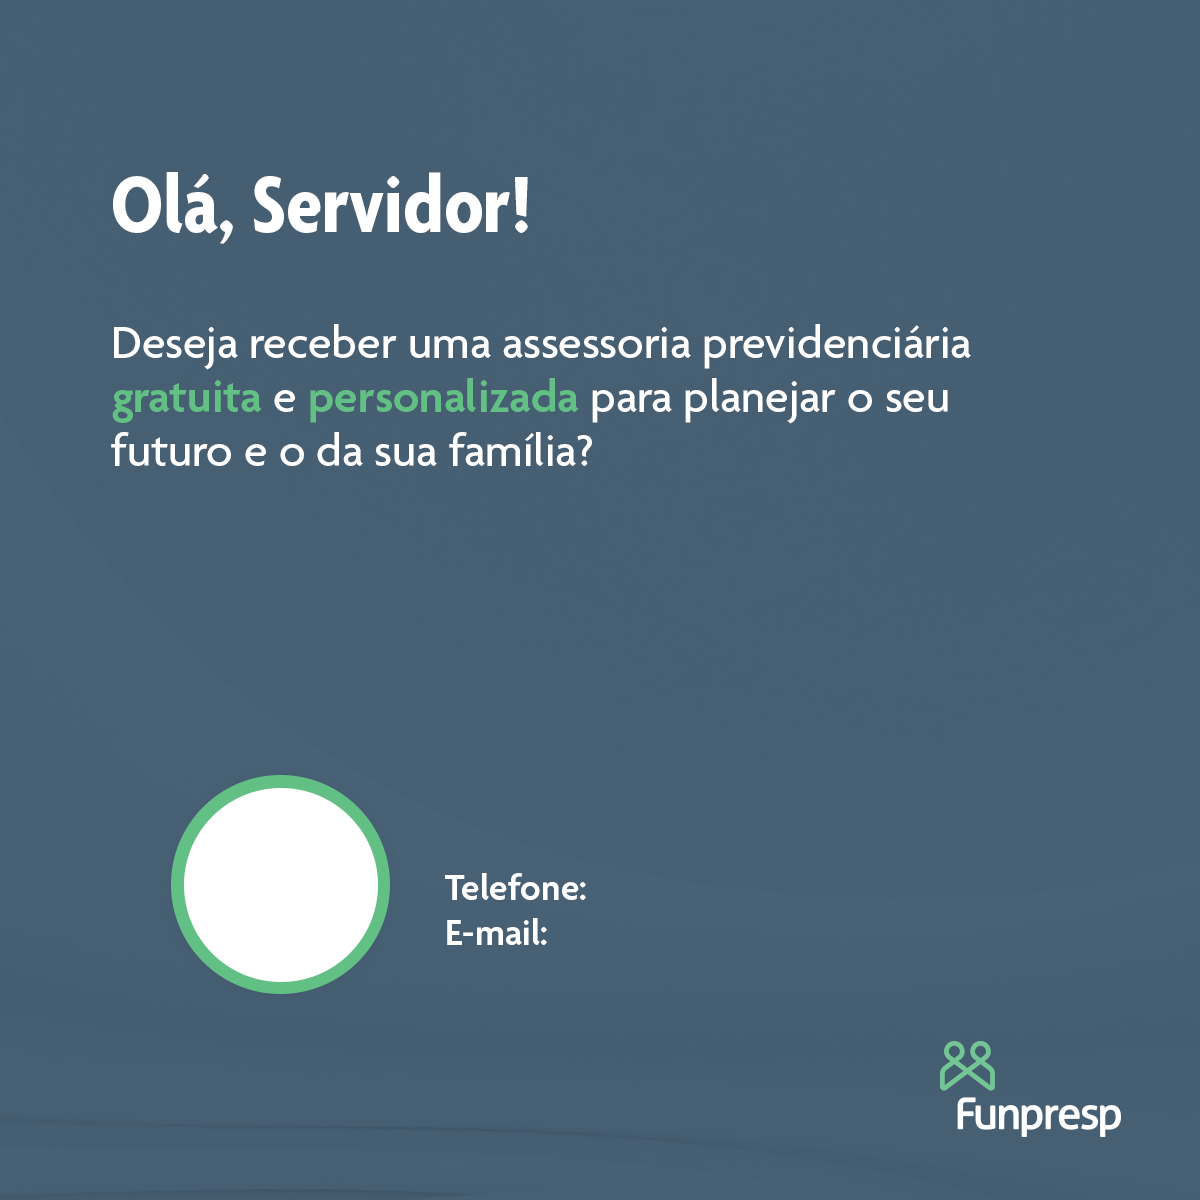 Olá, Servidor!
Deseja receber uma assessoria previdenciária
gratuita e personalizada para planejar o seu
futuro e o da sua família?
Telefone:
E-mail:
Funpresp